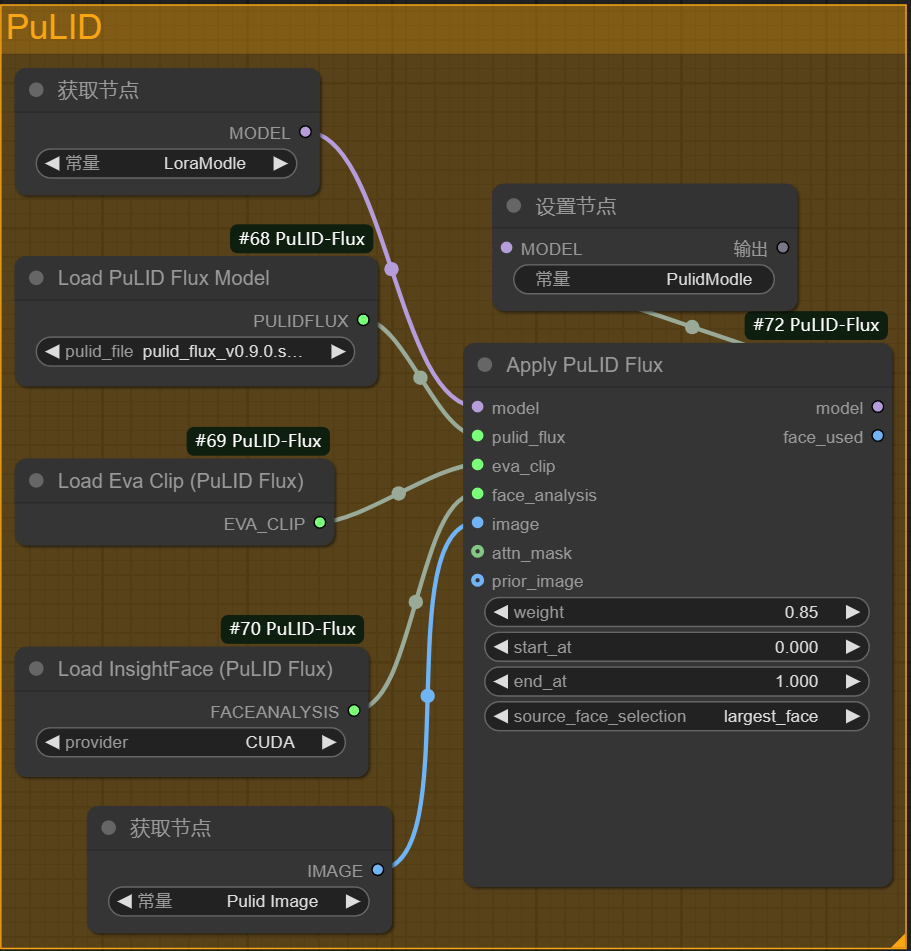 PuLID
获取节点
MODEL
常量 LoraModle
#68 PuLID-Flux
Load PuLID Flux Model
PULIDFLUX
pulid_file pulid_flux_v0.9.0.s...
#69 PuLID-Flux
Load Eva Clip (PuLID Flux)
EVA_CLIP
#70 PuLID-Flux
Load InsightFace (PuLID Flux)
FACEANALYSIS
provider CUDA
获取节点
IMAGE
常量 Pulid Image
设置节点
MODEL 输出
常量 PulidModle
#72 PuLID-Flux
Apply PuLID Flux
model model
pulid_flux face_used
eva_clip
face_analysis
image
attn_mask
prior_image
weight 0.85
start_at 0.000
end_at 1.000
source_face_selection largest_face